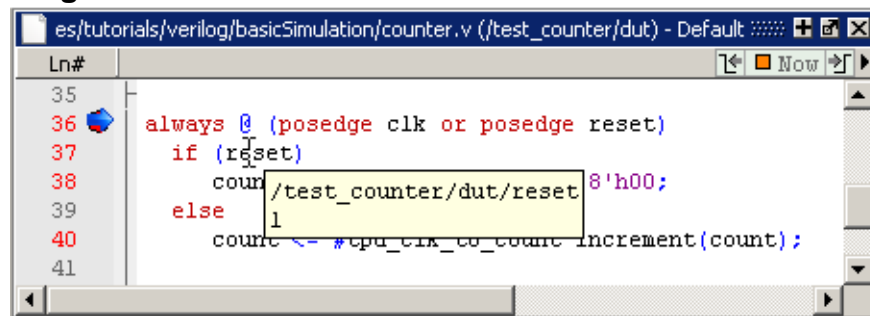 es/tutorials/verilog/basicSimulation/counter.v (/test_counter/dut) - Default
Ln#
Now
35
36 always @ (posedge clk or posedge reset)
37 if (reset)
38 coun 8'h00;
/test_counter/dut/reset
39 else
1
40 count <= #tpd_clk_to_count increment(count);
41